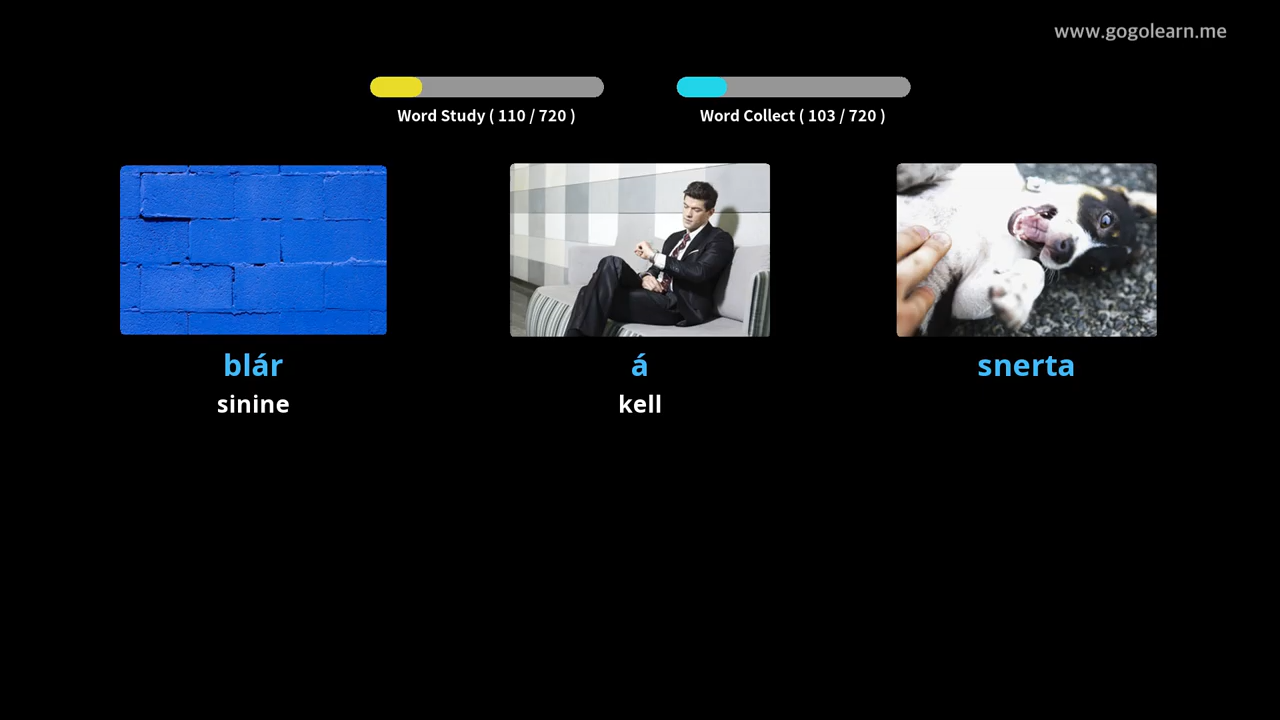 www.gogolearn.me
Word Study ( 110 / 720 )
Word Collect ( 103 / 720 )
blár
sinine
á
kell
snerta